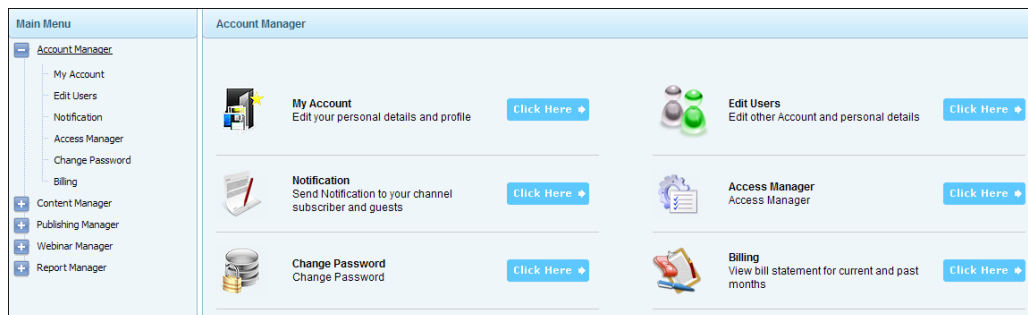 Main Menu
Account Manager
My Account
Edit Users
Notification
Access Manager
Change Password
Billing
Content Manager
Publishing Manager
Webinar Manager
Report Manager
Account Manager
My Account
Edit your personal details and profile
Click Here
Edit Users
Edit other Account and personal details
Click Here
Notification
Send Notification to your channel
subscriber and guests
Click Here
Access Manager
Access Manager
Click Here
Change Password
Change Password
Click Here
Billing
View bill statement for current and past
months
Click Here